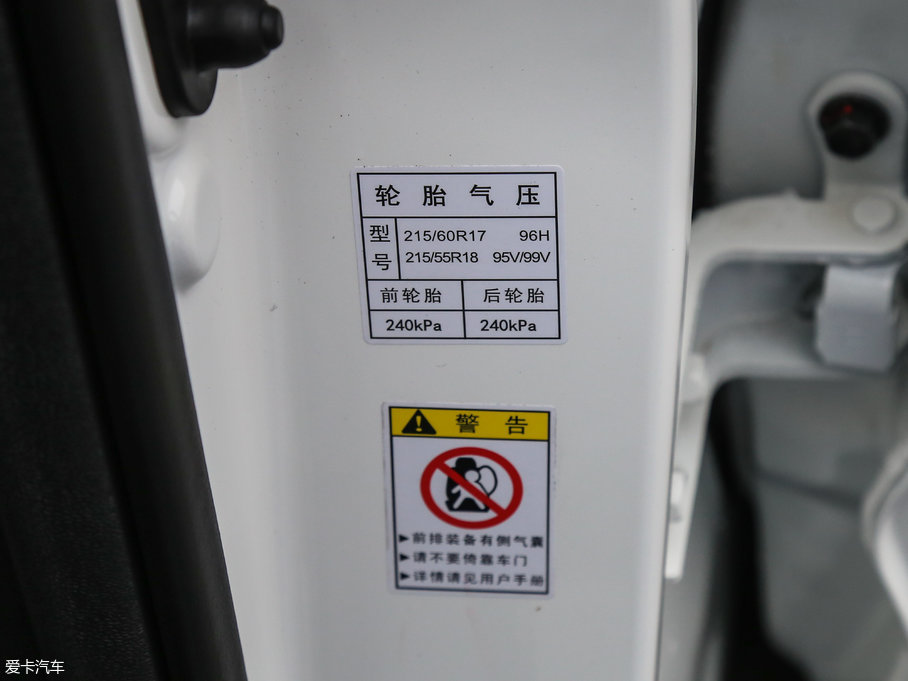 轮胎气压
型号
215/60R17 96H
215/55R18 95V/99V
前轮胎 后轮胎
240kPa 240kPa
警告
▶前排装备有侧气囊
▶请不要倚靠车门
▶详情请见用户手册
爱卡汽车